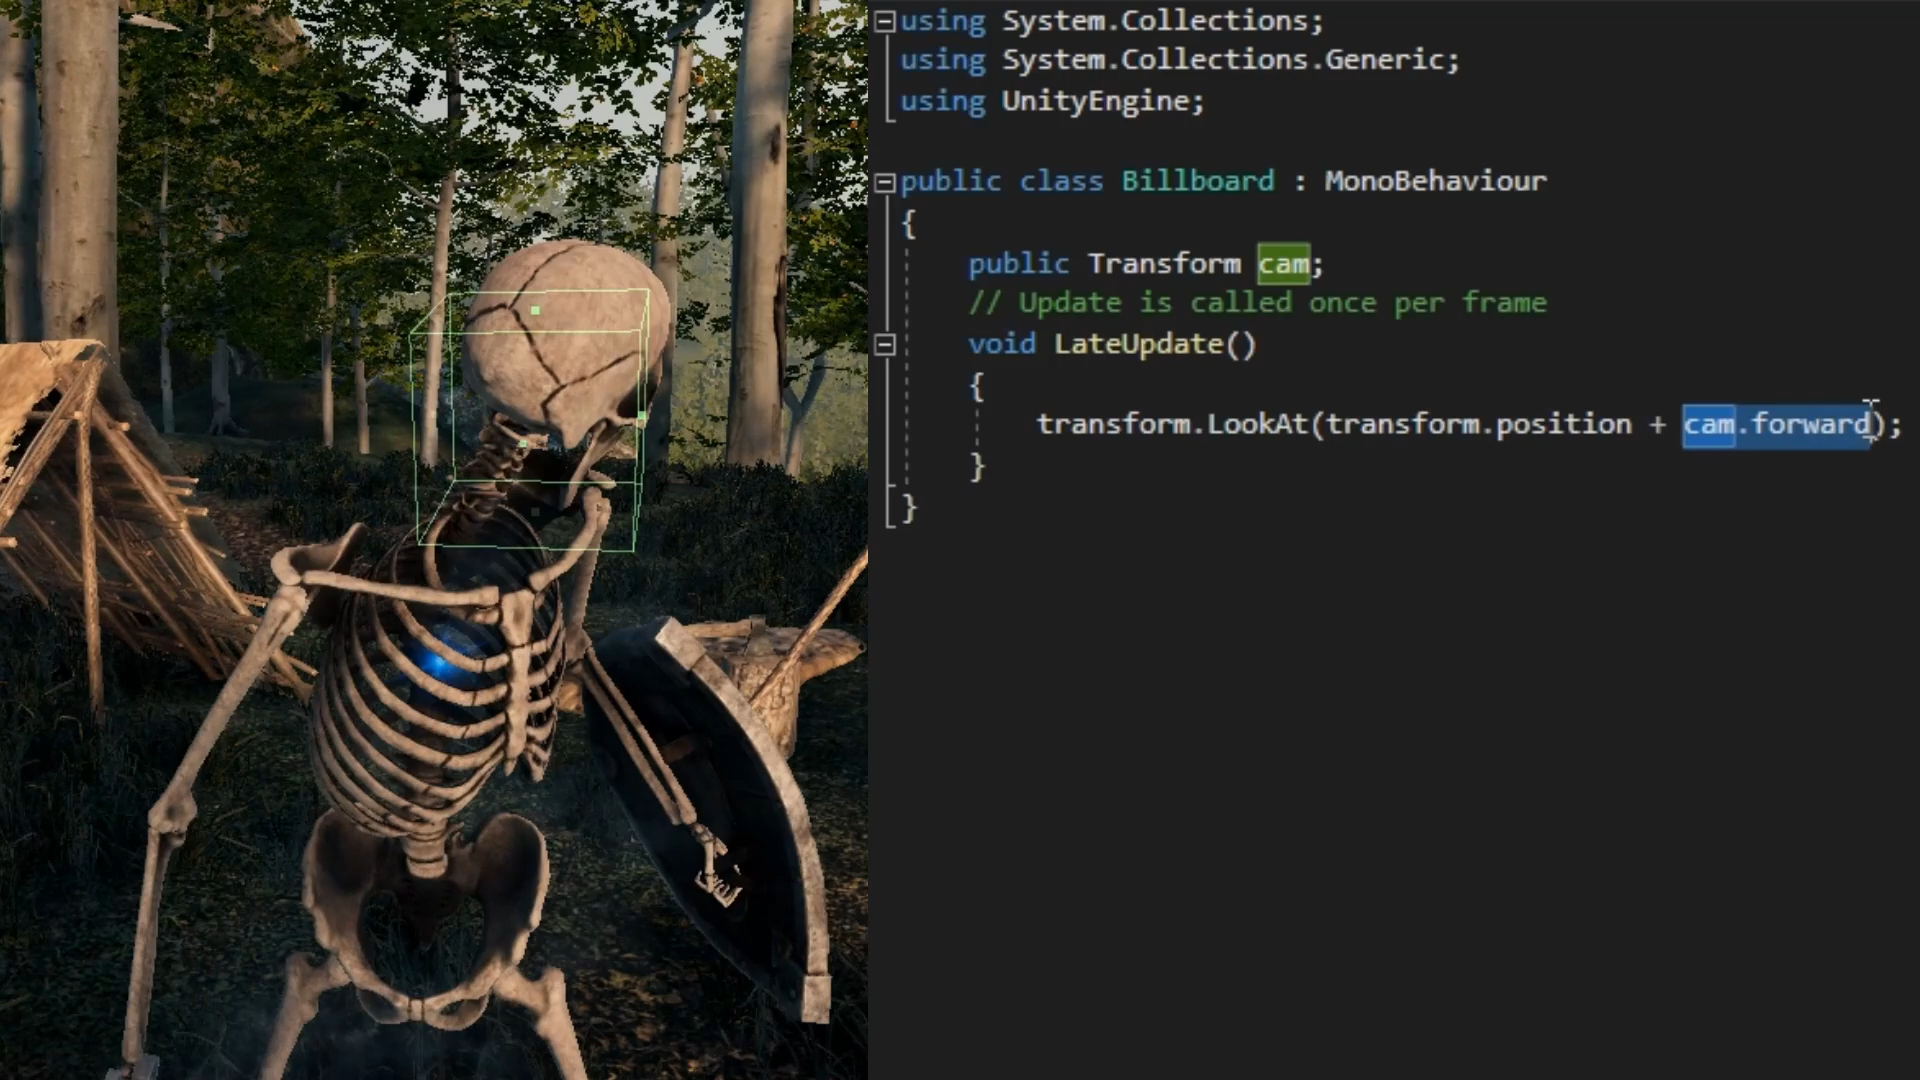 using System.Collections;
using System.Collections.Generic;
using UnityEngine;
public class Billboard : MonoBehaviour
{
public Transform cam;
// Update is called once per frame
void LateUpdate()
{
transform.LookAt(transform.position + cam.forward);
}
}